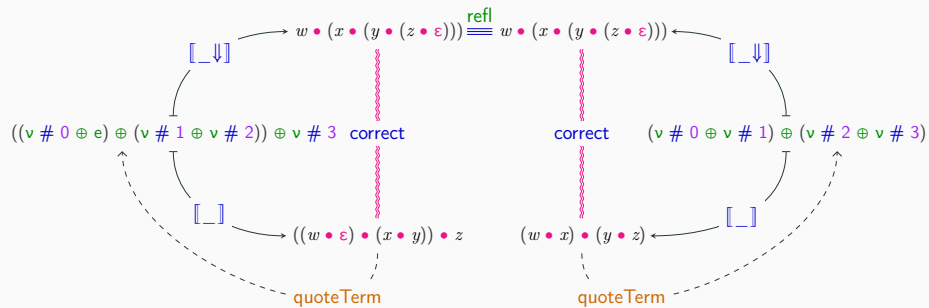 refl
w • (x • (y • (z • ε))) ≡ w • (x • (y • (z • ε)))
⟦_⇓⟧ ⟦_⇓⟧
((ν # 0 ⊕ e) ⊕ (ν # 1 ⊕ ν # 2)) ⊕ ν # 3 correct correct (ν # 0 ⊕ ν # 1) ⊕ (ν # 2 ⊕ ν # 3)
⟦_⟧ ⟦_⟧
((w • ε) • (x • y)) • z (w • x) • (y • z)
quoteTerm quoteTerm